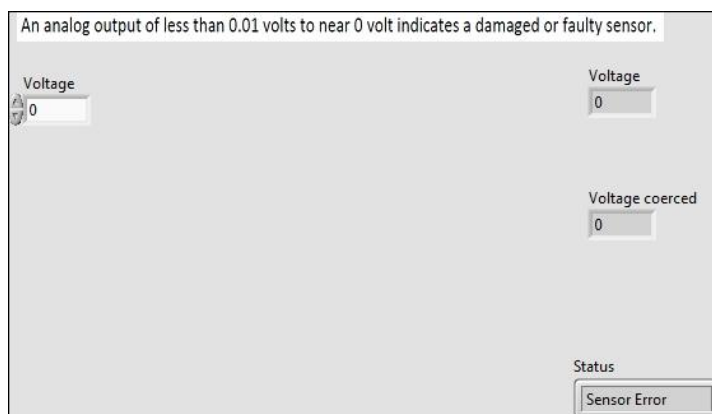 An analog output of less than 0.01 volts to near 0 volt indicates a damaged or faulty sensor.
Voltage
0
Voltage
0
Voltage coerced
0
Status
Sensor Error